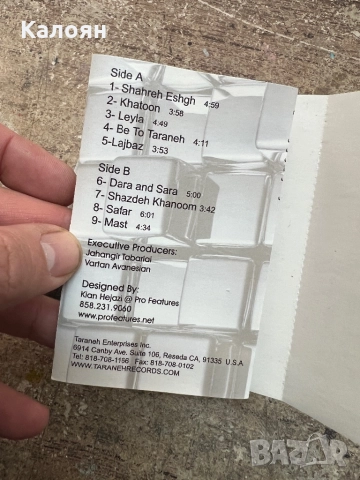 Калоян
Side A
1- Shahreh Eshgh 4:59
2- Khatoon 3:58
3- Leyla 4:49
4- Be To Taraneh 4:11
5-Lajbaz 3:53
Side B
6- Dara and Sara 5:00
7- Shazdeh Khanoom 3:42
8- Safar 6:01
9- Mast 4:34
Executive Producers:
Jahangir Tabariai
Vartan Avanesian
Designed By:
Kian Hejazi @ Pro Features
858.231.9060
www.profeatures.net
Taraneh Enterprises Inc.
6914 Canby Ave. Suite 106, Reseda CA, 91335 U.S.A.
Tel: 818-708-1156 Fax: 818-708-0102
WWW.TARANEHRECORDS.COM
BAZAR